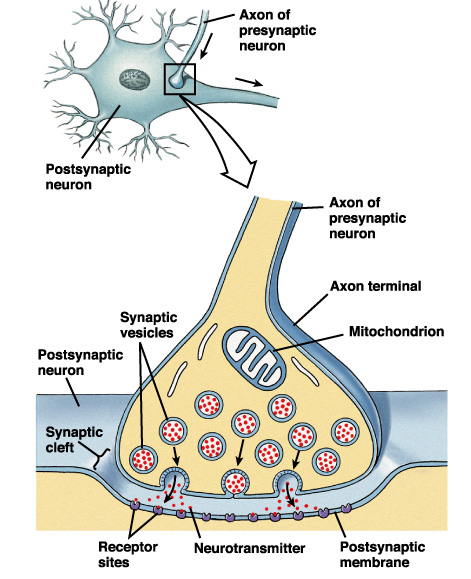 Axon of
presynaptic
neuron
Postsynaptic
neuron
Axon of
presynaptic
neuron
Axon terminal
Synaptic
vesicles
Mitochondrion
Postsynaptic
neuron
Synaptic
cleft
Receptor
sites
Neurotransmitter
Postsynaptic
membrane